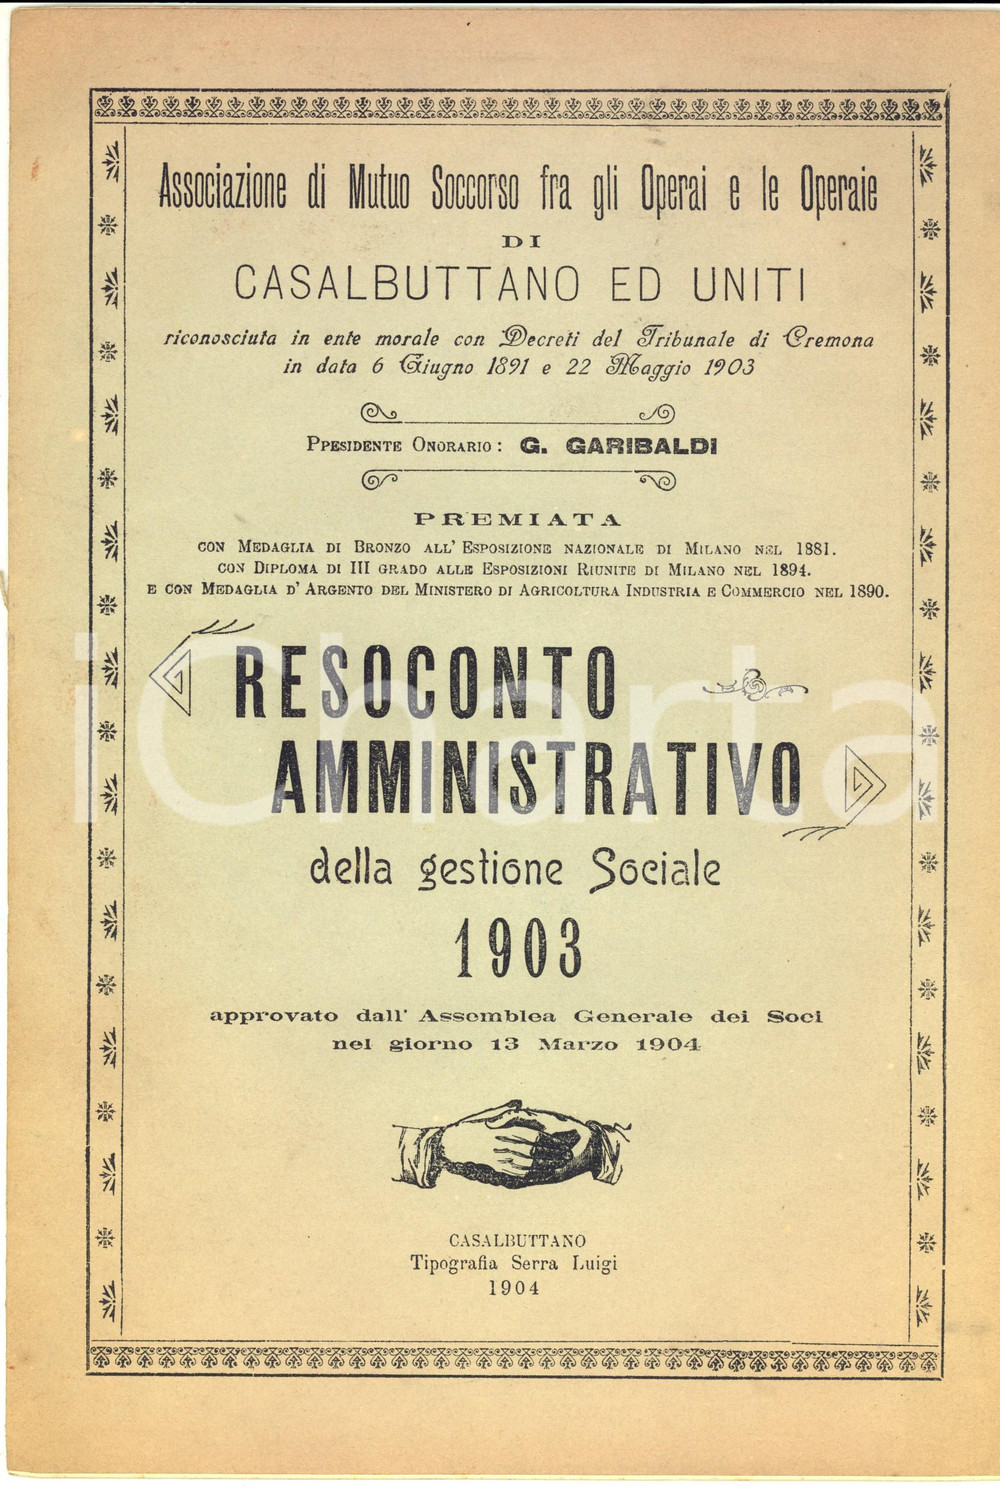 Associazione di Mutuo Soccorso fra gli Operai e le Operaie
DI
CASALBUTTANO ED UNITI
riconosciuta in ente morale con Decreti del Tribunale di Cremona
in data 6 Giugno 1891 e 22 Maggio 1903
PPESIDENTE ONORARIO: G. GARIBALDI
PREMIATA
CON MEDAGLIA DI BRONZO ALL' ESPOSIZIONE NAZIONALE DI MILANO NEL 1881.
CON DIPLOMA DI III GRADO ALLE ESPOSIZIONI RIUNITE DI MILANO NEL 1894.
E CON MEDAGLIA D' ARGENTO DEL MINISTERO DI AGRICOLTURA INDUSTRIA E COMMERCIO NEL 1890.
RESOCONTO
AMMINISTRATIVO
iCharta
della gestione Sociale
1903
approvato dall' Assemblea Generale dei Soci
nel giorno 13 Marzo 1904
CASALBUTTANO
Tipografia Serra Luigi
1904